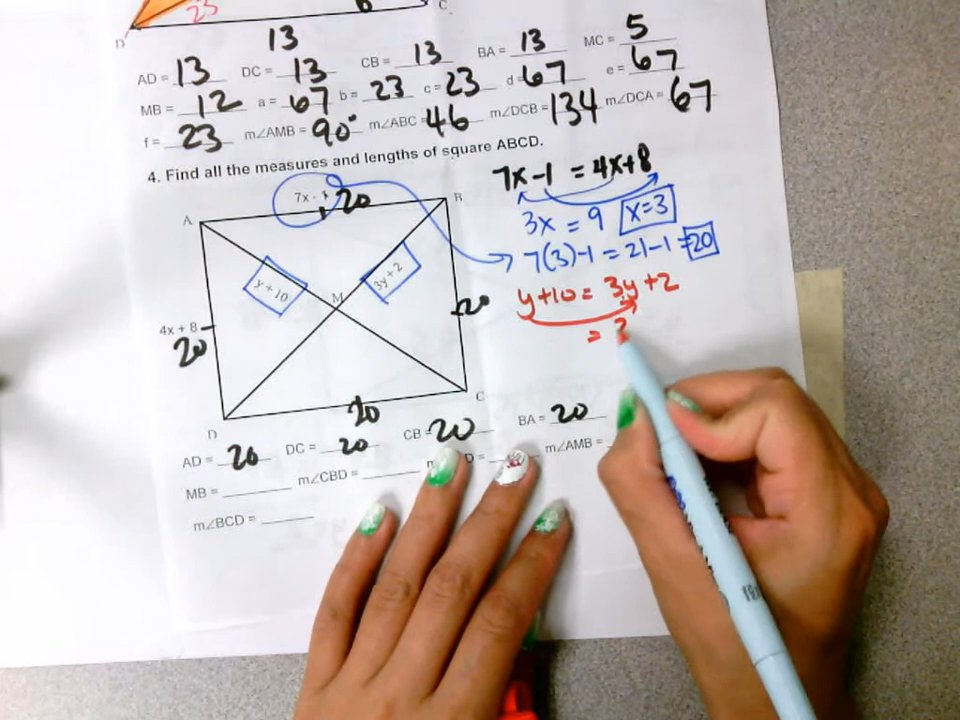 23
D
C
13
AD = 13 DC = 13 CB = 13 BA = 13 MC = 5
MB = 12 a = 67 b = 23 c = 23 d = 67 e = 67
f = 23 m∠AMB = 90° m∠ABC = 46 m∠DCB = 134 m∠DCA = 67
4. Find all the measures and lengths of square ABCD.
7x - 1 = 4x + 8
3x = 9 x = 3
7(3) - 1 = 21 - 1 = 20
y + 10 = 3y + 2
=
7x - 20
A B
y + 10 3y + 2
M
20
4x + 8
20
20
D C
AD = 20 DC = 20 CB = 20 BA = 20
MB = m∠CBD = D = m∠AMB =
m∠BCD =